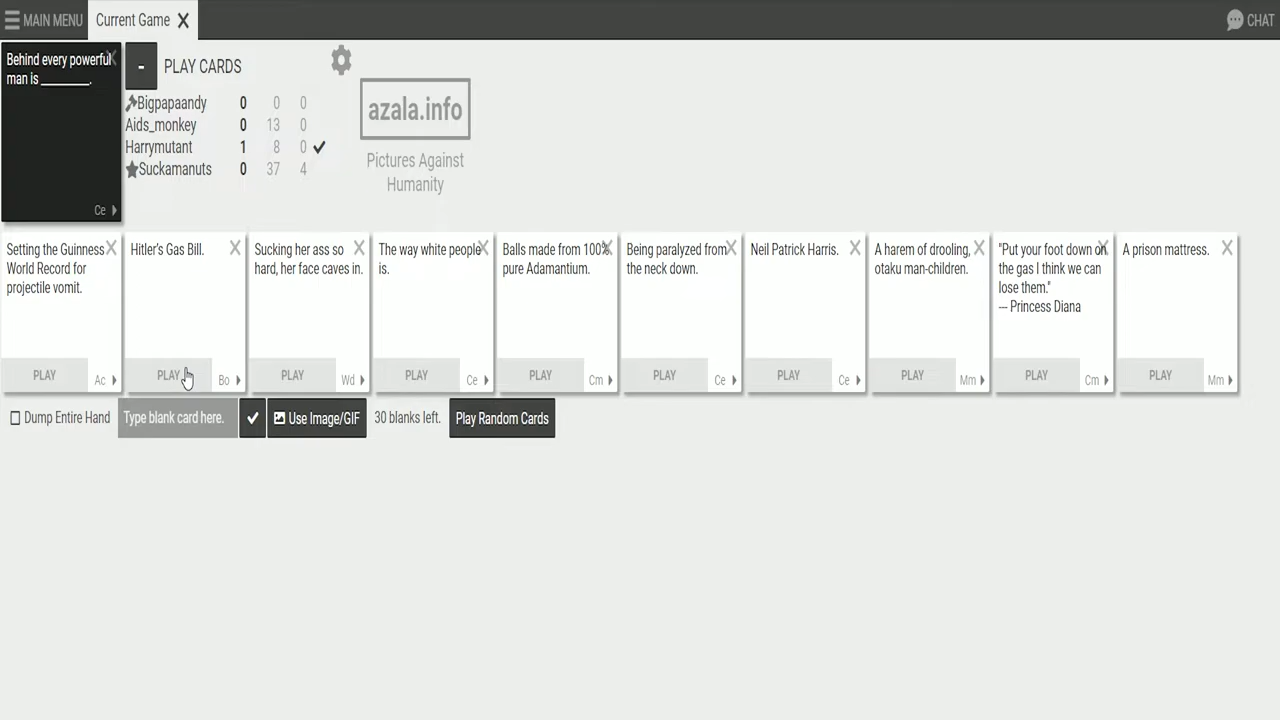 MAIN MENU
Current Game
CHAT
Behind every powerful
man is _________.
Ce
-
PLAY CARDS
Bigpapaandy 0 0 0
Aids_monkey 0 13 0
Harrymutant 1 8 0
Suckamanuts 0 37 4
azala.info
Pictures Against
Humanity
Setting the Guinness
World Record for
projectile vomit.
PLAY
Ac
Hitler's Gas Bill.
PLAY
Bo
Sucking her ass so
hard, her face caves in.
PLAY
Wd
The way white people
is.
PLAY
Ce
Balls made from 100%
pure Adamantium.
PLAY
Cm
Being paralyzed from
the neck down.
PLAY
Ce
Neil Patrick Harris.
PLAY
Ce
A harem of drooling,
otaku man-children.
PLAY
Mm
"Put your foot down on
the gas I think we can
lose them."
— Princess Diana
PLAY
Cm
A prison mattress.
PLAY
Mm
Dump Entire Hand
Type blank card here.
Use Image/GIF
30 blanks left.
Play Random Cards